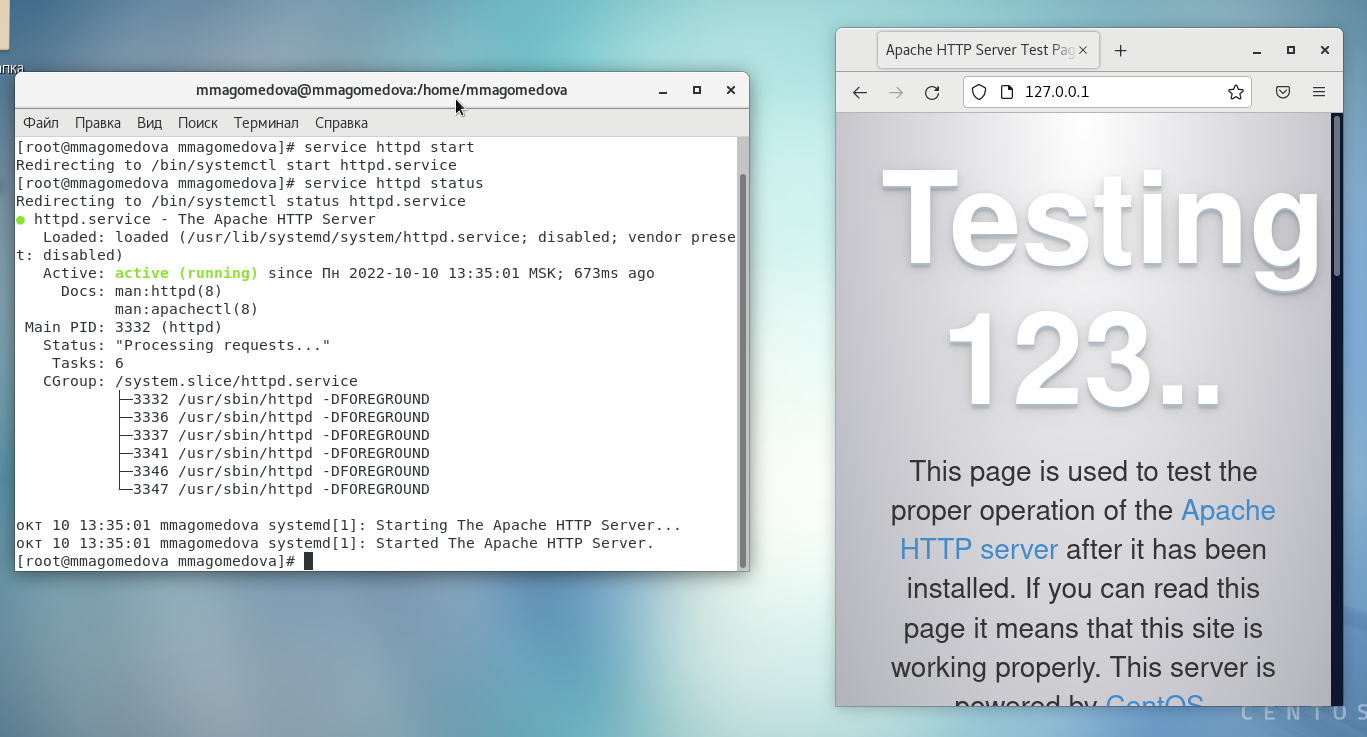 пка
mmagomedova@mmagomedova:/home/mmagomedova
Файл Правка Вид Поиск Терминал Справка
[root@mmagomedova mmagomedova]# service httpd start
Redirecting to /bin/systemctl start httpd.service
[root@mmagomedova mmagomedova]# service httpd status
Redirecting to /bin/systemctl status httpd.service
● httpd.service - The Apache HTTP Server
Loaded: loaded (/usr/lib/systemd/system/httpd.service; disabled; vendor prese
t: disabled)
Active: active (running) since Пн 2022-10-10 13:35:01 MSK; 673ms ago
Docs: man:httpd(8)
man:apachectl(8)
Main PID: 3332 (httpd)
Status: "Processing requests..."
Tasks: 6
CGroup: /system.slice/httpd.service
├─3332 /usr/sbin/httpd -DFOREGROUND
├─3336 /usr/sbin/httpd -DFOREGROUND
├─3337 /usr/sbin/httpd -DFOREGROUND
├─3341 /usr/sbin/httpd -DFOREGROUND
├─3346 /usr/sbin/httpd -DFOREGROUND
└─3347 /usr/sbin/httpd -DFOREGROUND
окт 10 13:35:01 mmagomedova systemd[1]: Starting The Apache HTTP Server...
окт 10 13:35:01 mmagomedova systemd[1]: Started The Apache HTTP Server.
[root@mmagomedova mmagomedova]#
Apache HTTP Server Test Pag
127.0.0.1
Testing
123..
This page is used to test the
proper operation of the Apache
HTTP server after it has been
installed. If you can read this
page it means that this site is
working properly. This server is
powered by CentOS
CENTOS